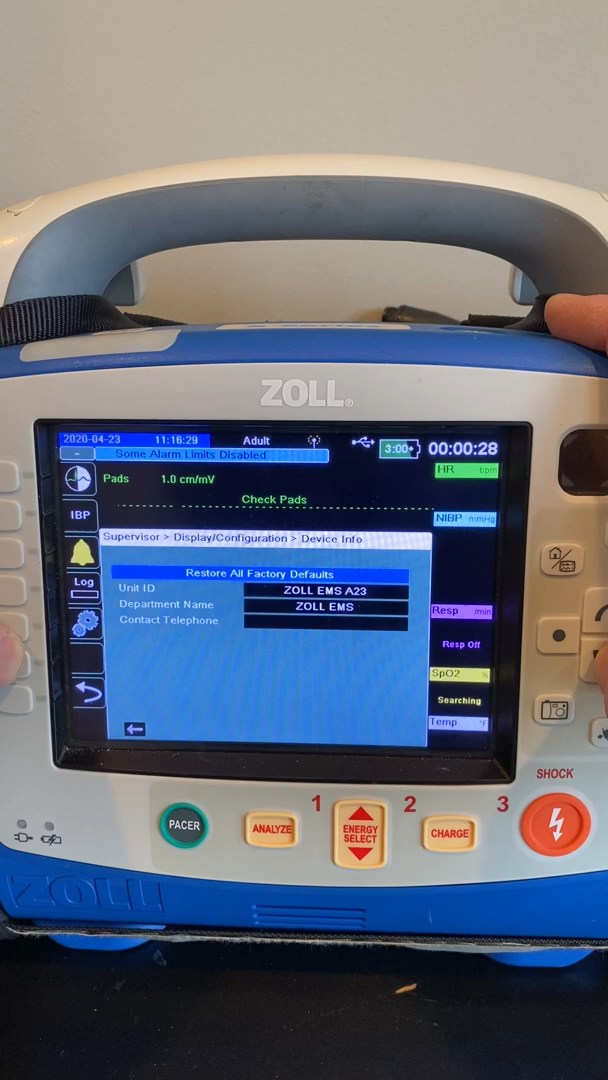 ZOLL®
2020-04-23 11:16:29 Adult 3:00 00:00:28
- Some Alarm Limits Disabled
HR bpm
Pads 1.0 cm/mV
Check Pads
IBP
NIBP mmHg
Supervisor > Display/Configuration > Device Info
Restore All Factory Defaults
Log
Unit ID ZOLL EMS A23
Department Name ZOLL EMS
Contact Telephone
Resp /min
Resp Off
SpO2 %
Searching
Temp °F
SHOCK
1 2 3
PACER
ANALYZE
ENERGY
SELECT
CHARGE
ZOLL